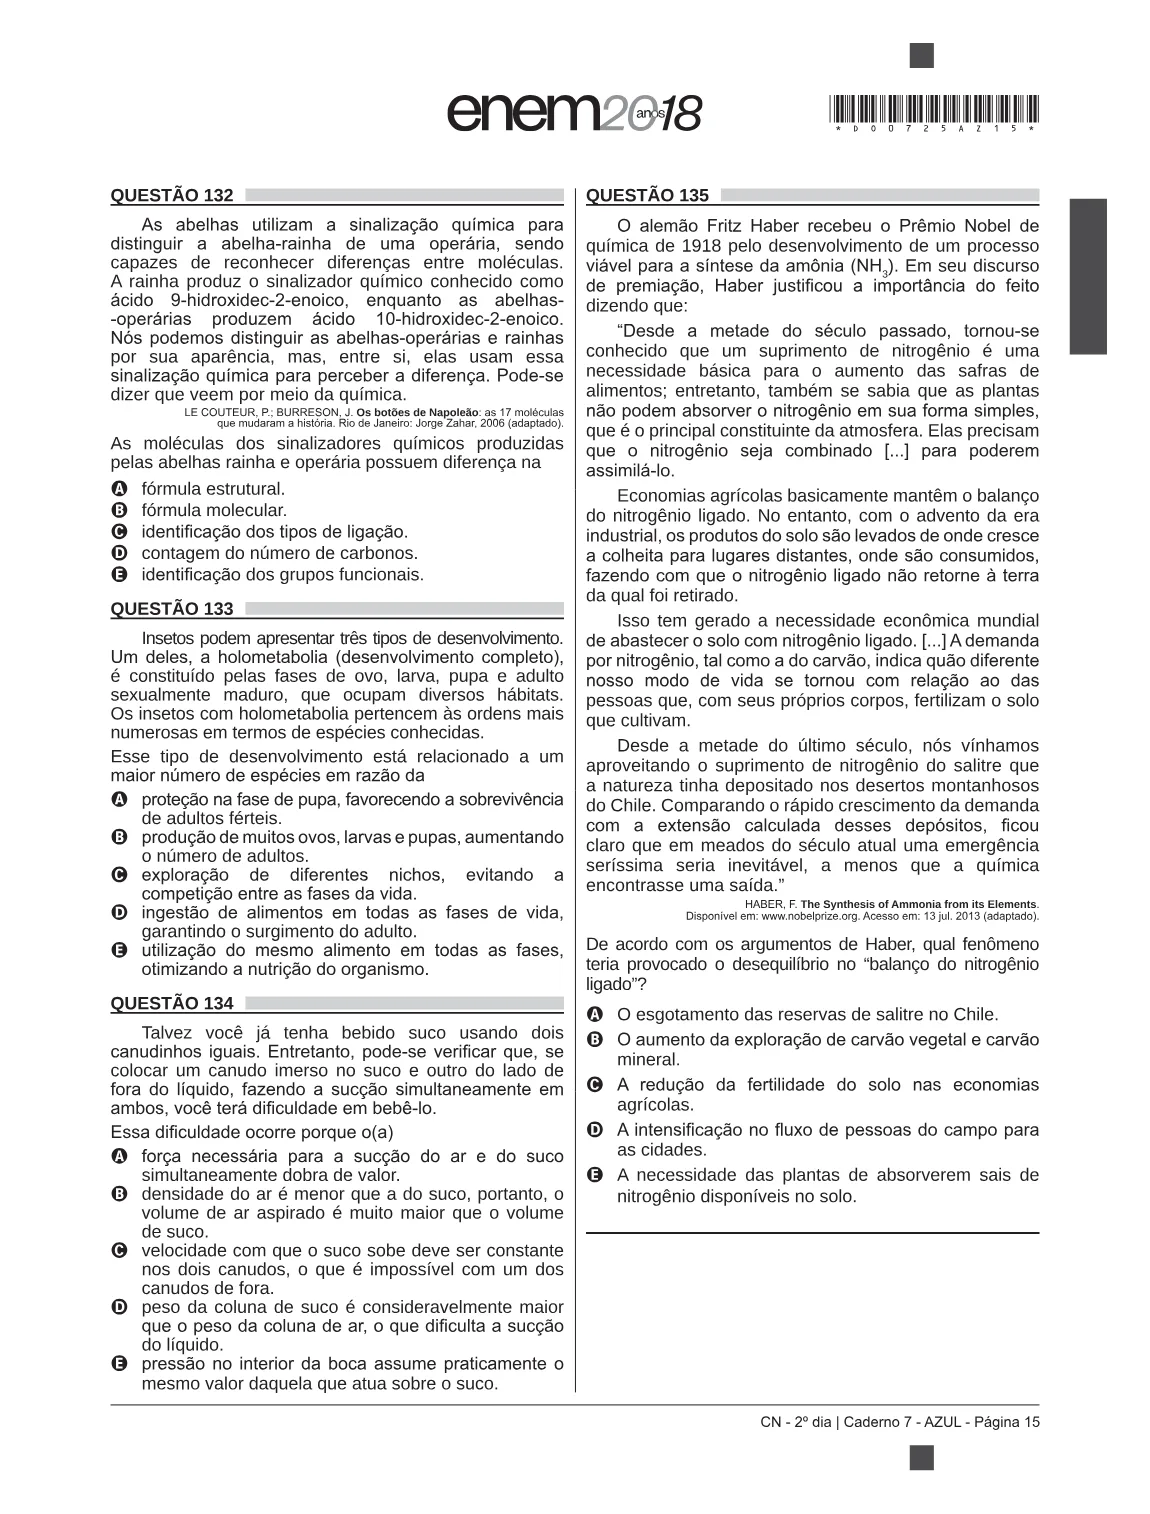 enem20anos18
*D00725AZ15*
QUESTÃO 132
As abelhas utilizam a sinalização química para
distinguir a abelha-rainha de uma operária, sendo
capazes de reconhecer diferenças entre moléculas.
A rainha produz o sinalizador químico conhecido como
ácido 9-hidroxidec-2-enoico, enquanto as abelhas-
-operárias produzem ácido 10-hidroxidec-2-enoico.
Nós podemos distinguir as abelhas-operárias e rainhas
por sua aparência, mas, entre si, elas usam essa
sinalização química para perceber a diferença. Pode-se
dizer que veem por meio da química.
LE COUTEUR, P.; BURRESON, J. Os botões de Napoleão: as 17 moléculas
que mudaram a história. Rio de Janeiro: Jorge Zahar, 2006 (adaptado).
As moléculas dos sinalizadores químicos produzidas
pelas abelhas rainha e operária possuem diferença na
A fórmula estrutural.
B fórmula molecular.
C identificação dos tipos de ligação.
D contagem do número de carbonos.
E identificação dos grupos funcionais.
QUESTÃO 133
Insetos podem apresentar três tipos de desenvolvimento.
Um deles, a holometabolia (desenvolvimento completo),
é constituído pelas fases de ovo, larva, pupa e adulto
sexualmente maduro, que ocupam diversos hábitats.
Os insetos com holometabolia pertencem às ordens mais
numerosas em termos de espécies conhecidas.
Esse tipo de desenvolvimento está relacionado a um
maior número de espécies em razão da
A proteção na fase de pupa, favorecendo a sobrevivência
de adultos férteis.
B produção de muitos ovos, larvas e pupas, aumentando
o número de adultos.
C exploração de diferentes nichos, evitando a
competição entre as fases da vida.
D ingestão de alimentos em todas as fases de vida,
garantindo o surgimento do adulto.
E utilização do mesmo alimento em todas as fases,
otimizando a nutrição do organismo.
QUESTÃO 134
Talvez você já tenha bebido suco usando dois
canudinhos iguais. Entretanto, pode-se verificar que, se
colocar um canudo imerso no suco e outro do lado de
fora do líquido, fazendo a sucção simultaneamente em
ambos, você terá dificuldade em bebê-lo.
Essa dificuldade ocorre porque o(a)
A força necessária para a sucção do ar e do suco
simultaneamente dobra de valor.
B densidade do ar é menor que a do suco, portanto, o
volume de ar aspirado é muito maior que o volume
de suco.
C velocidade com que o suco sobe deve ser constante
nos dois canudos, o que é impossível com um dos
canudos de fora.
D peso da coluna de suco é consideravelmente maior
que o peso da coluna de ar, o que dificulta a sucção
do líquido.
E pressão no interior da boca assume praticamente o
mesmo valor daquela que atua sobre o suco.
QUESTÃO 135
O alemão Fritz Haber recebeu o Prêmio Nobel de
química de 1918 pelo desenvolvimento de um processo
viável para a síntese da amônia (NH3). Em seu discurso
de premiação, Haber justificou a importância do feito
dizendo que:
“Desde a metade do século passado, tornou-se
conhecido que um suprimento de nitrogênio é uma
necessidade básica para o aumento das safras de
alimentos; entretanto, também se sabia que as plantas
não podem absorver o nitrogênio em sua forma simples,
que é o principal constituinte da atmosfera. Elas precisam
que o nitrogênio seja combinado [...] para poderem
assimilá-lo.
Economias agrícolas basicamente mantêm o balanço
do nitrogênio ligado. No entanto, com o advento da era
industrial, os produtos do solo são levados de onde cresce
a colheita para lugares distantes, onde são consumidos,
fazendo com que o nitrogênio ligado não retorne à terra
da qual foi retirado.
Isso tem gerado a necessidade econômica mundial
de abastecer o solo com nitrogênio ligado. [...] A demanda
por nitrogênio, tal como a do carvão, indica quão diferente
nosso modo de vida se tornou com relação ao das
pessoas que, com seus próprios corpos, fertilizam o solo
que cultivam.
Desde a metade do último século, nós vínhamos
aproveitando o suprimento de nitrogênio do salitre que
a natureza tinha depositado nos desertos montanhosos
do Chile. Comparando o rápido crescimento da demanda
com a extensão calculada desses depósitos, ficou
claro que em meados do século atual uma emergência
seríssima seria inevitável, a menos que a química
encontrasse uma saída.”
HABER, F. The Synthesis of Ammonia from its Elements.
Disponível em: www.nobelprize.org. Acesso em: 13 jul. 2013 (adaptado).
De acordo com os argumentos de Haber, qual fenômeno
teria provocado o desequilíbrio no “balanço do nitrogênio
ligado”?
A O esgotamento das reservas de salitre no Chile.
B O aumento da exploração de carvão vegetal e carvão
mineral.
C A redução da fertilidade do solo nas economias
agrícolas.
D A intensificação no fluxo de pessoas do campo para
as cidades.
E A necessidade das plantas de absorverem sais de
nitrogênio disponíveis no solo.
CN - 2º dia | Caderno 7 - AZUL - Página 15